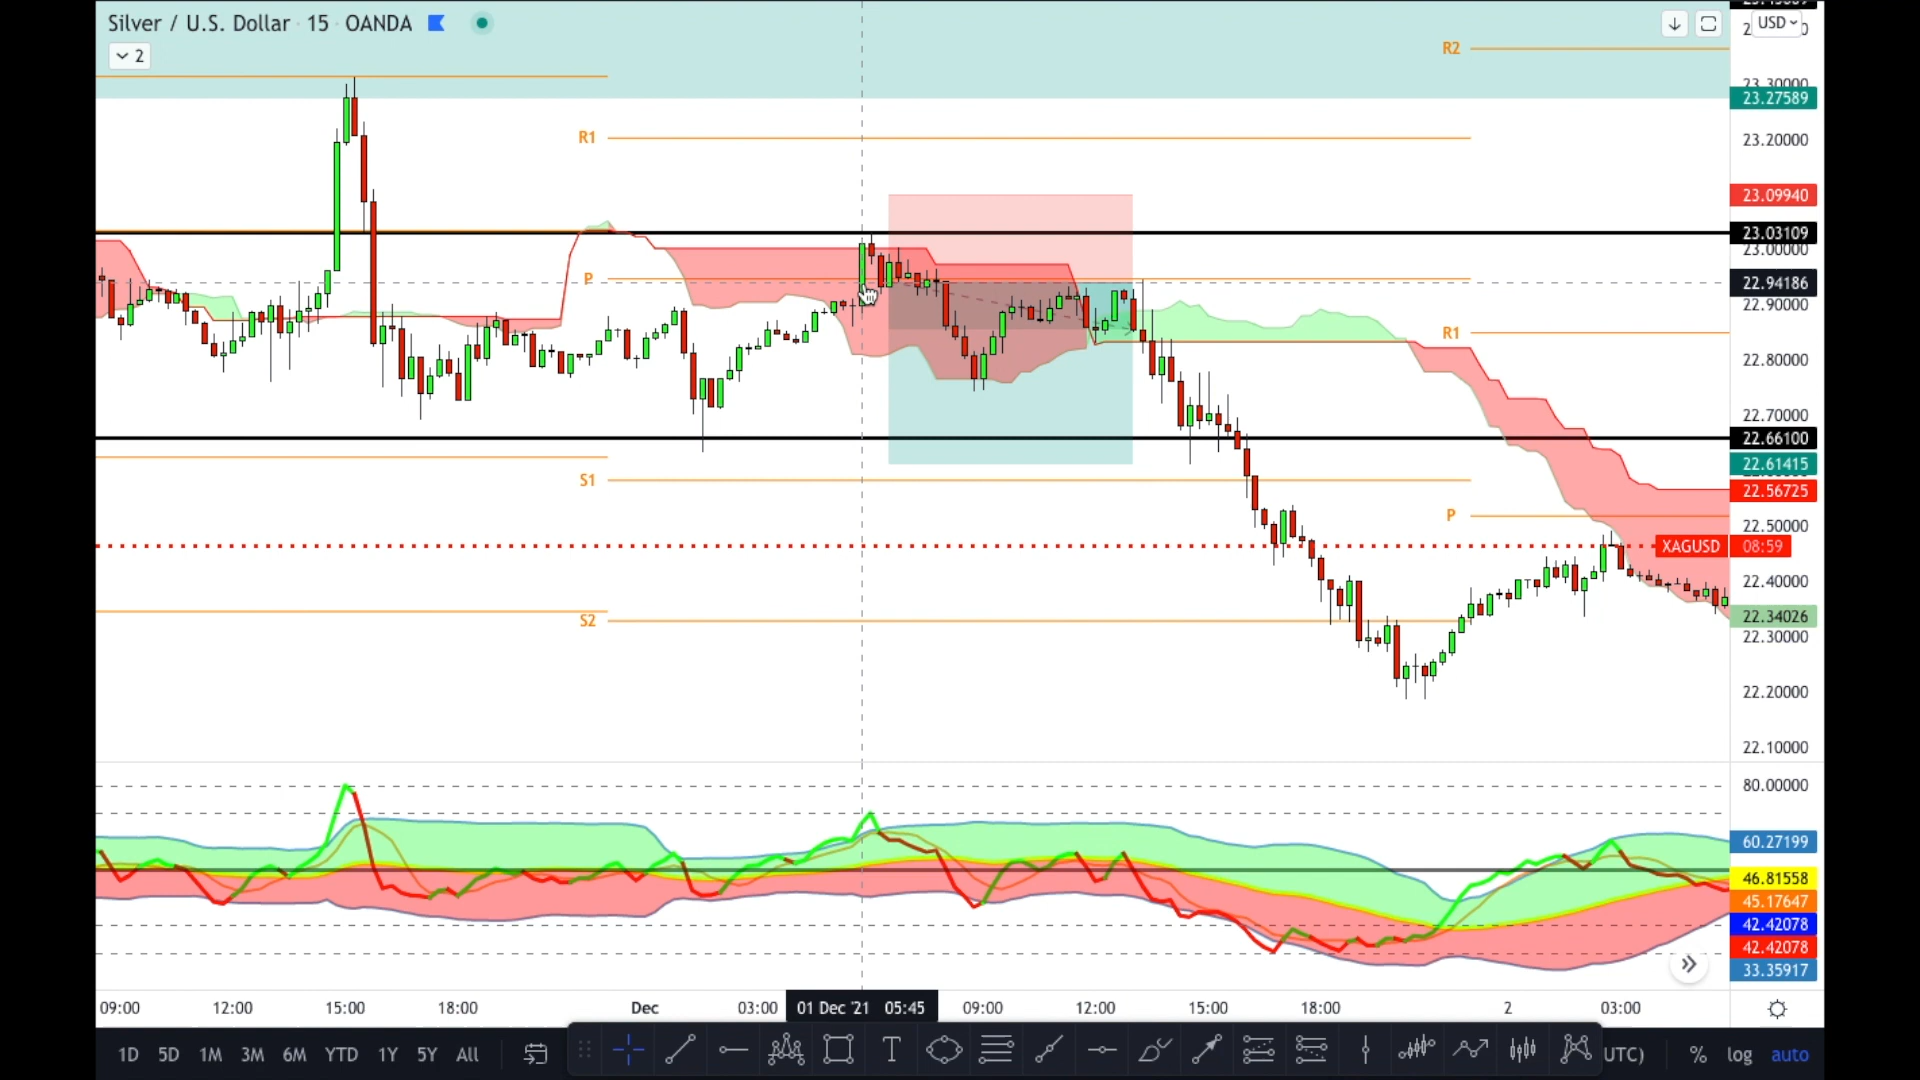 Silver / U.S. Dollar · 15 · OANDA
2
USD
R2
23.30000
23.27589
R1
23.20000
23.09940
23.03109
23.00000
P
22.94186
22.90000
R1
22.80000
22.70000
22.66100
22.61415
S1
22.56725
P
22.50000
XAGUSD 08:59
22.40000
S2
22.34026
22.30000
22.20000
22.10000
80.00000
60.27199
46.81558
45.17647
42.42078
42.42078
33.35917
09:00 12:00 15:00 18:00 Dec 03:00 01 Dec '21 05:45 09:00 12:00 15:00 18:00 2 03:00
1D 5D 1M 3M 6M YTD 1Y 5Y All T UTC) % log auto